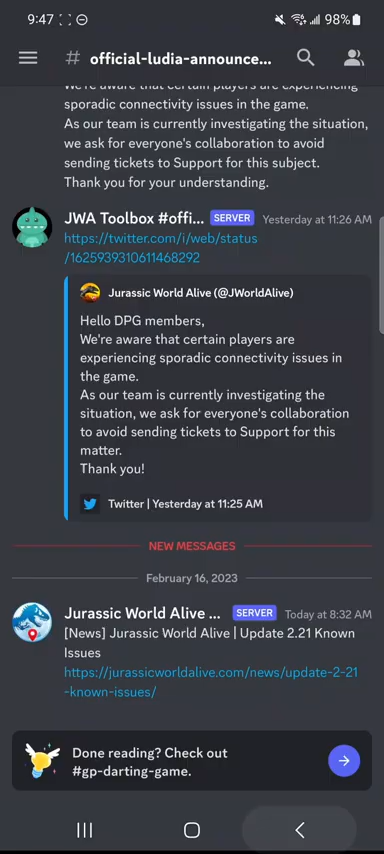 9:47
98%
# official-ludia-announce...
We're aware that certain players are experiencing
sporadic connectivity issues in the game.
As our team is currently investigating the situation,
we ask for everyone's collaboration to avoid
sending tickets to Support for this subject.
Thank you for your understanding.
JWA Toolbox #offi... SERVER Yesterday at 11:26 AM
https://twitter.com/i/web/status
/1625939310611468292
Jurassic World Alive (@JWorldAlive)
Hello DPG members,
We're aware that certain players are
experiencing sporadic connectivity issues in
the game.
As our team is currently investigating the
situation, we ask for everyone's collaboration
to avoid sending tickets to Support for this
matter.
Thank you!
Twitter | Yesterday at 11:25 AM
NEW MESSAGES
February 16, 2023
Jurassic World Alive ... SERVER Today at 8:32 AM
[News] Jurassic World Alive | Update 2.21 Known
Issues
https://jurassicworldalive.com/news/update-2-21
-known-issues/
Done reading? Check out
#gp-darting-game.